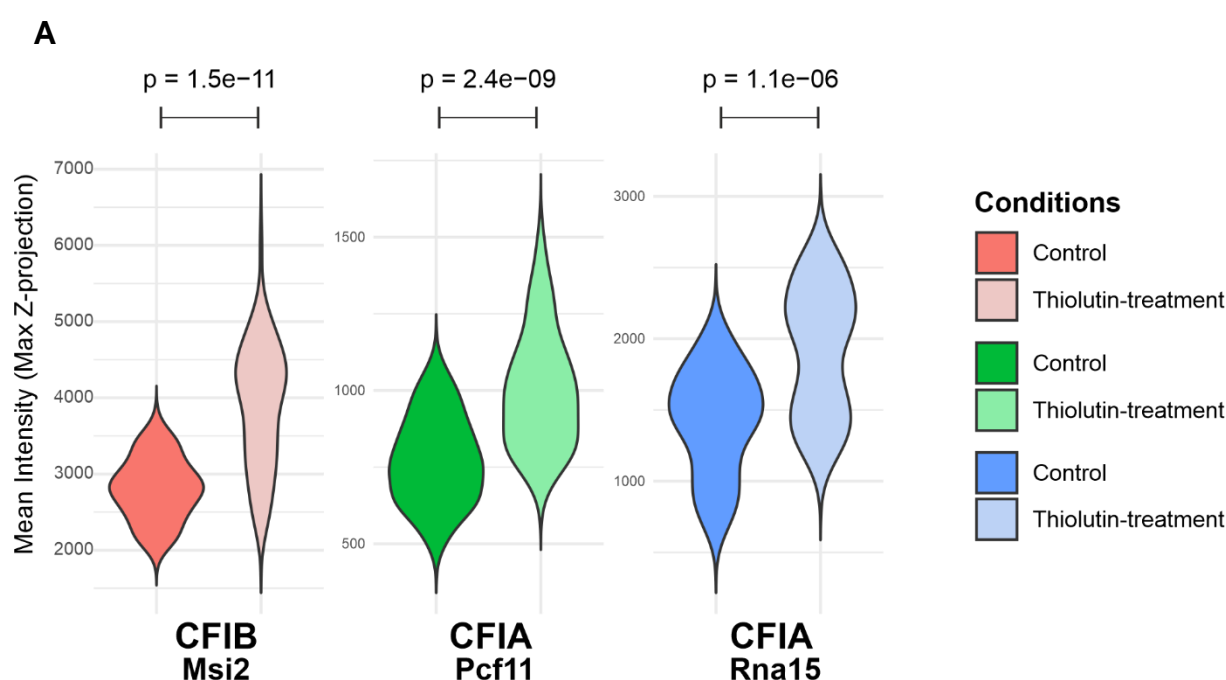 A
p = 1.5e−11
p = 2.4e−09
p = 1.1e−06
Mean Intensity (Max Z-projection)
7000
6000
5000
4000
3000
2000
1500
1000
500
3000
2000
1000
CFIB
Msi2
CFIA
Pcf11
CFIA
Rna15
Conditions
Control
Thiolutin-treatment
Control
Thiolutin-treatment
Control
Thiolutin-treatment